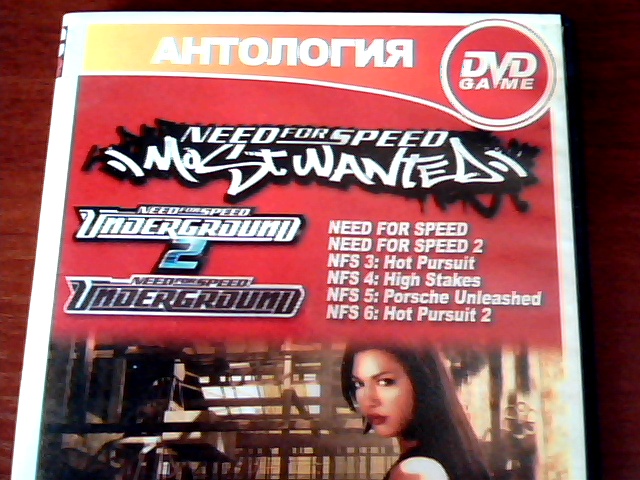 АНТОЛОГИЯ
DVD
GAME
NEED FOR SPEED
MOST WANTED
NEED FOR SPEED
UNDERGROUND
2
NEED FOR SPEED
UNDERGROUND
NEED FOR SPEED
NEED FOR SPEED 2
NFS 3: Hot Pursuit
NFS 4: High Stakes
NFS 5: Porsche Unleashed
NFS 6: Hot Pursuit 2